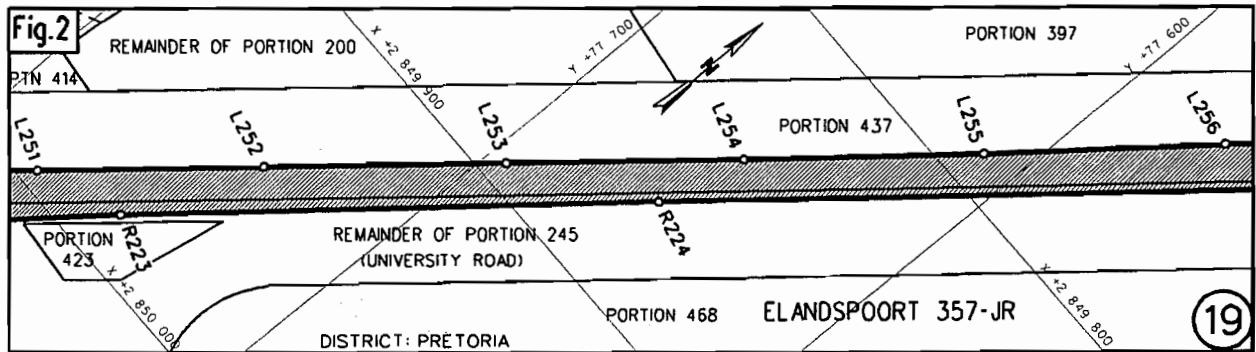 Fig.2
REMAINDER OF PORTION 200
PTN 414
X +2 849 900
Y +77 700
N
PORTION 397
Y +77 600
L251
L252
L253
L254
PORTION 437
L255
L256
PORTION
423
R223
X +2 850 000
REMAINDER OF PORTION 245
(UNIVERSITY ROAD)
R224
X +2 849 800
PORTION 468
ELANDSPOORT 357-JR
DISTRICT: PRETORIA
19